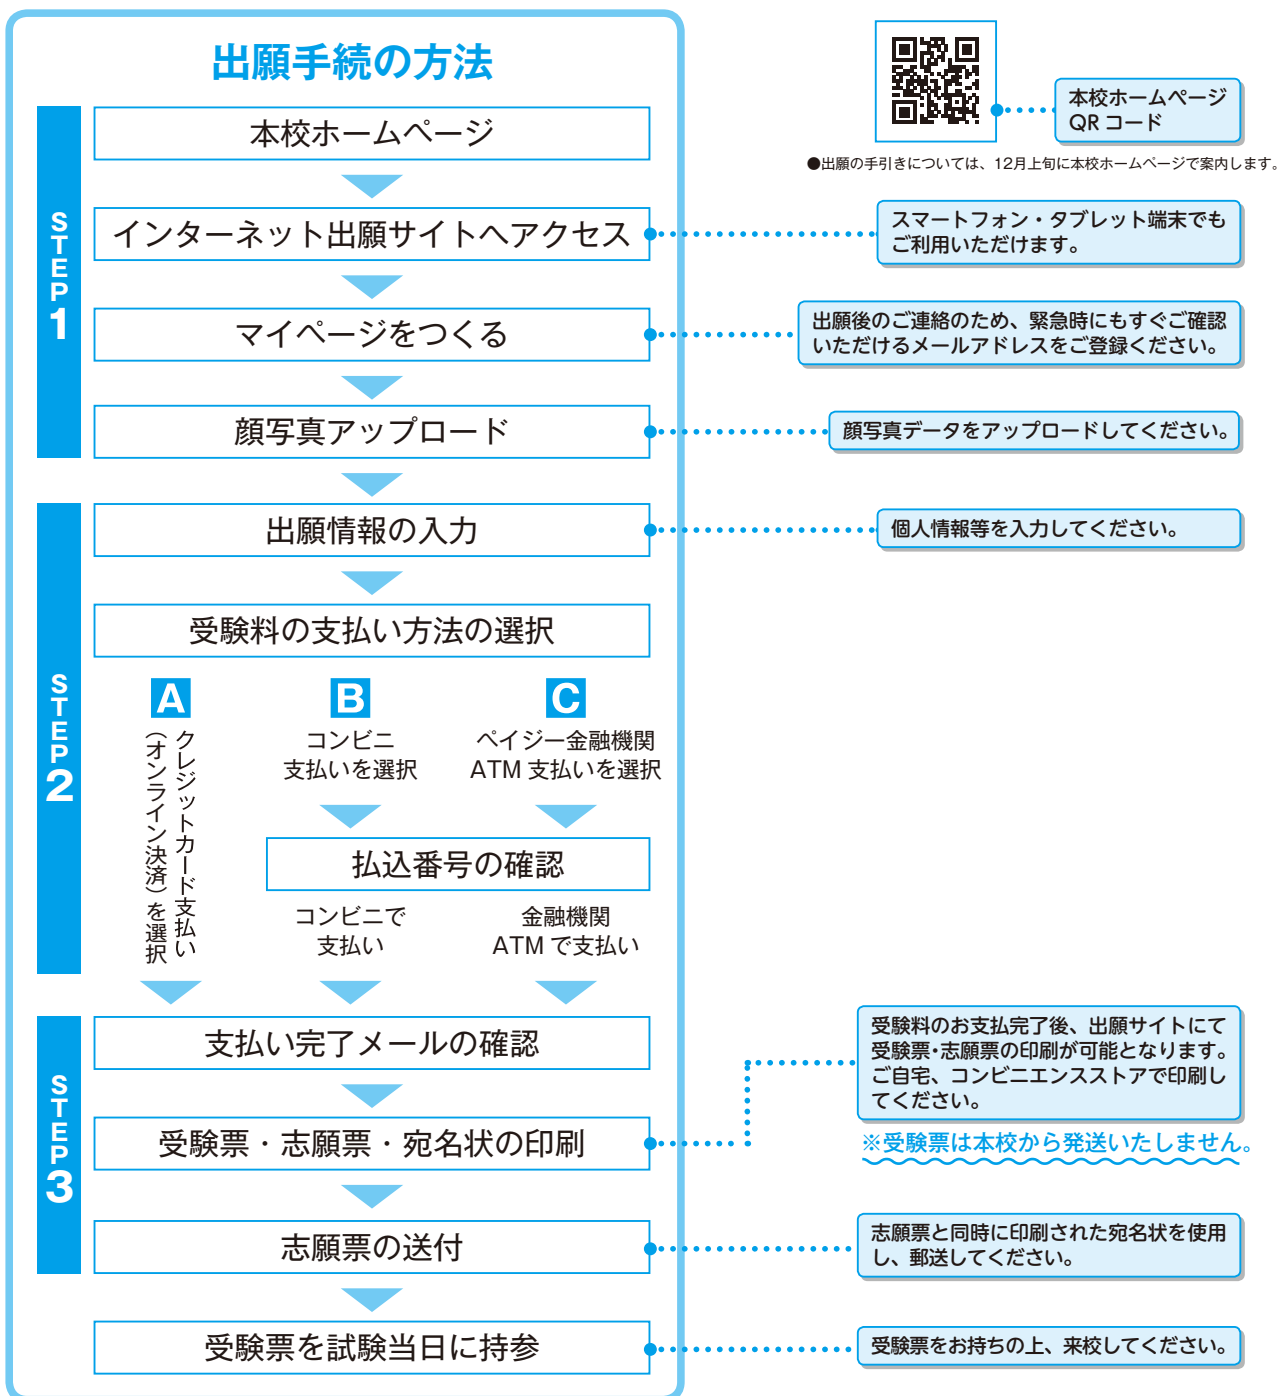 出願手続の方法
本校ホームページ
QR コード
●出願の手引きについては、12月上旬に本校ホームページで案内します。
STEP1
本校ホームページ
インターネット出願サイトへアクセス
スマートフォン・タブレット端末でも
ご利用いただけます。
マイページをつくる
出願後のご連絡のため、緊急時にもすぐご確認
いただけるメールアドレスをご登録ください。
顔写真アップロード
顔写真データをアップロードしてください。
STEP2
出願情報の入力
個人情報等を入力してください。
受験料の支払い方法の選択
A
クレジットカード支払い
（オンライン決済）を選択
B
コンビニ
支払いを選択
C
ペイジー金融機関
ATM 支払いを選択
払込番号の確認
コンビニで
支払い
金融機関
ATM で支払い
STEP3
支払い完了メールの確認
受験票・志願票・宛名状の印刷
受験料のお支払完了後、出願サイトにて
受験票・志願票の印刷が可能となります。
ご自宅、コンビニエンスストアで印刷し
てください。
※受験票は本校から発送いたしません。
志願票の送付
志願票と同時に印刷された宛名状を使用
し、郵送してください。
受験票を試験当日に持参
受験票をお持ちの上、来校してください。